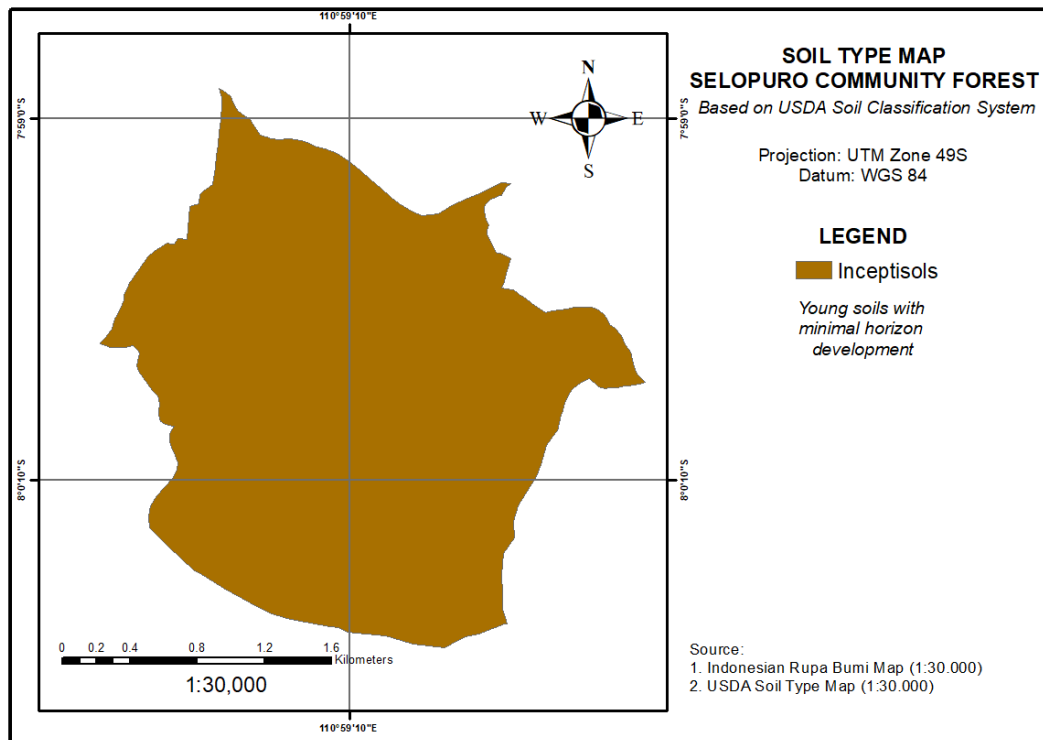 110°59'10"E
7°59'0"S
7°59'0"S
N
W
E
S
8°0'10"S
8°0'10"S
0 0.2 0.4 0.8 1.2 1.6
Kilometers
1:30,000
110°59'10"E
SOIL TYPE MAP
SELOPURO COMMUNITY FOREST
Based on USDA Soil Classification System
Projection: UTM Zone 49S
Datum: WGS 84
LEGEND
Inceptisols
Young soils with
minimal horizon
development
Source:
1. Indonesian Rupa Bumi Map (1:30.000)
2. USDA Soil Type Map (1:30.000)